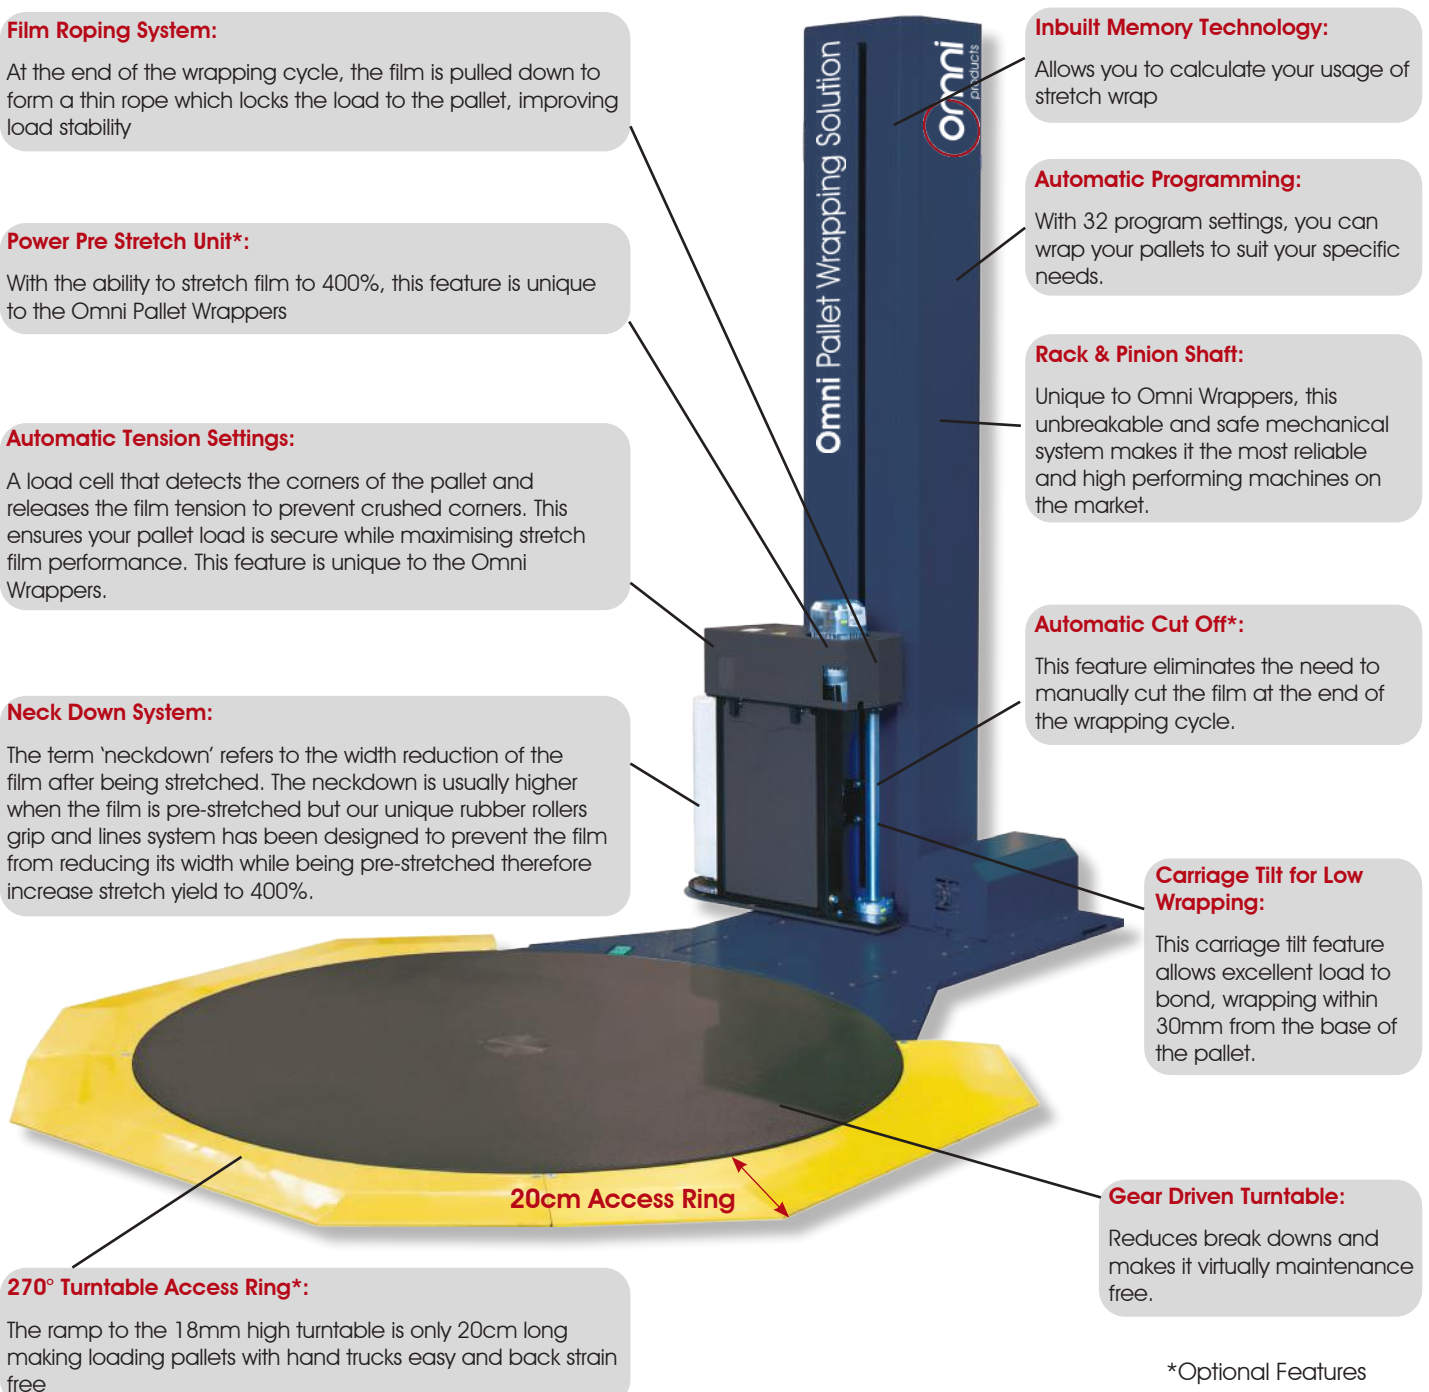 Film Roping System:
At the end of the wrapping cycle, the film is pulled down to
form a thin rope which locks the load to the pallet, improving
load stability
Power Pre Stretch Unit*:
With the ability to stretch film to 400%, this feature is unique
to the Omni Pallet Wrappers
Automatic Tension Settings:
A load cell that detects the corners of the pallet and
releases the film tension to prevent crushed corners. This
ensures your pallet load is secure while maximising stretch
film performance. This feature is unique to the Omni
Wrappers.
Neck Down System:
The term ‘neckdown’ refers to the width reduction of the
film after being stretched. The neckdown is usually higher
when the film is pre-stretched but our unique rubber rollers
grip and lines system has been designed to prevent the film
from reducing its width while being pre-stretched therefore
increase stretch yield to 400%.
270° Turntable Access Ring*:
The ramp to the 18mm high turntable is only 20cm long
making loading pallets with hand trucks easy and back strain
free
Omni Pallet Wrapping Solution
omni
products
20cm Access Ring
Inbuilt Memory Technology:
Allows you to calculate your usage of
stretch wrap
Automatic Programming:
With 32 program settings, you can
wrap your pallets to suit your specific
needs.
Rack & Pinion Shaft:
Unique to Omni Wrappers, this
unbreakable and safe mechanical
system makes it the most reliable
and high performing machines on
the market.
Automatic Cut Off*:
This feature eliminates the need to
manually cut the film at the end of
the wrapping cycle.
Carriage Tilt for Low
Wrapping:
This carriage tilt feature
allows excellent load to
bond, wrapping within
30mm from the base of
the pallet.
Gear Driven Turntable:
Reduces break downs and
makes it virtually maintenance
free.
*Optional Features